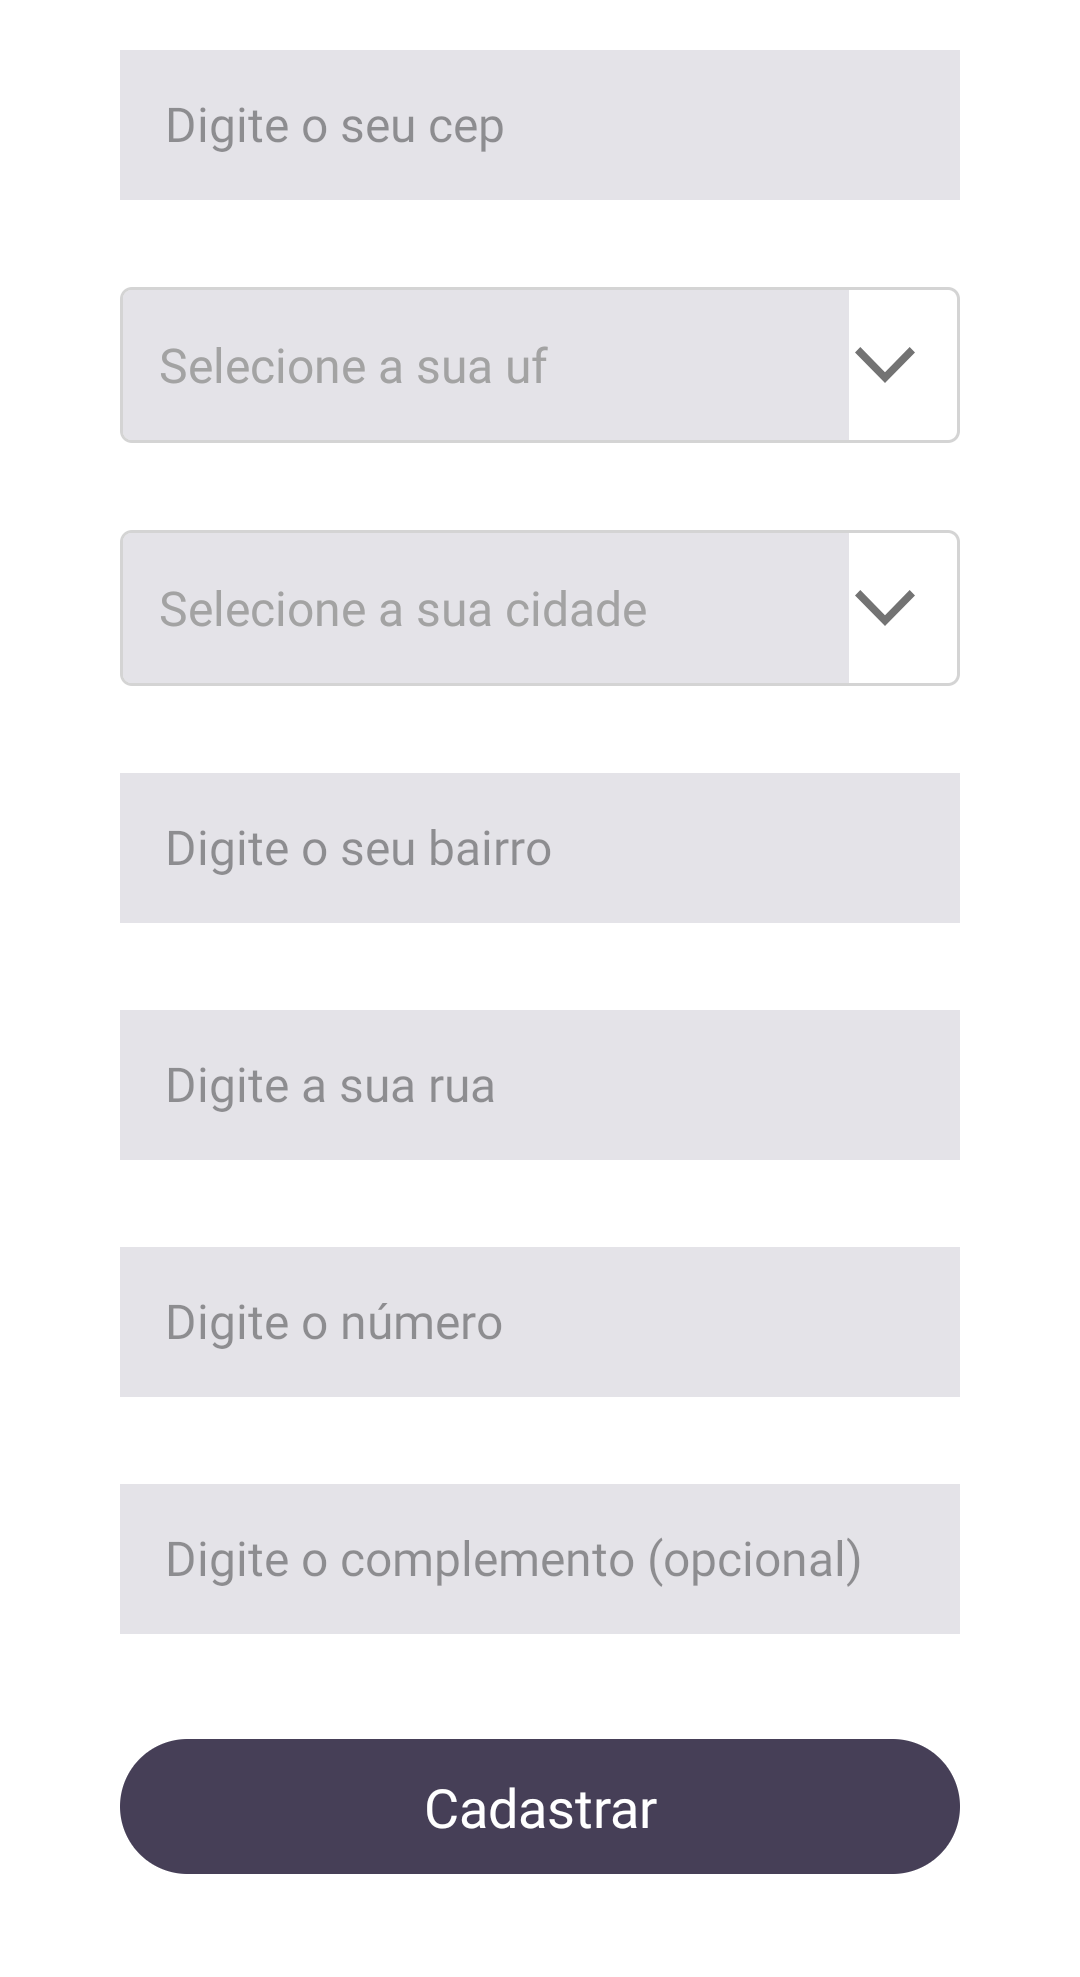 Digite o seu cep
Selecione a sua uf
Selecione a sua cidade
Digite o seu bairro
Digite a sua rua
Digite o número
Digite o complemento (opcional)
Cadastrar